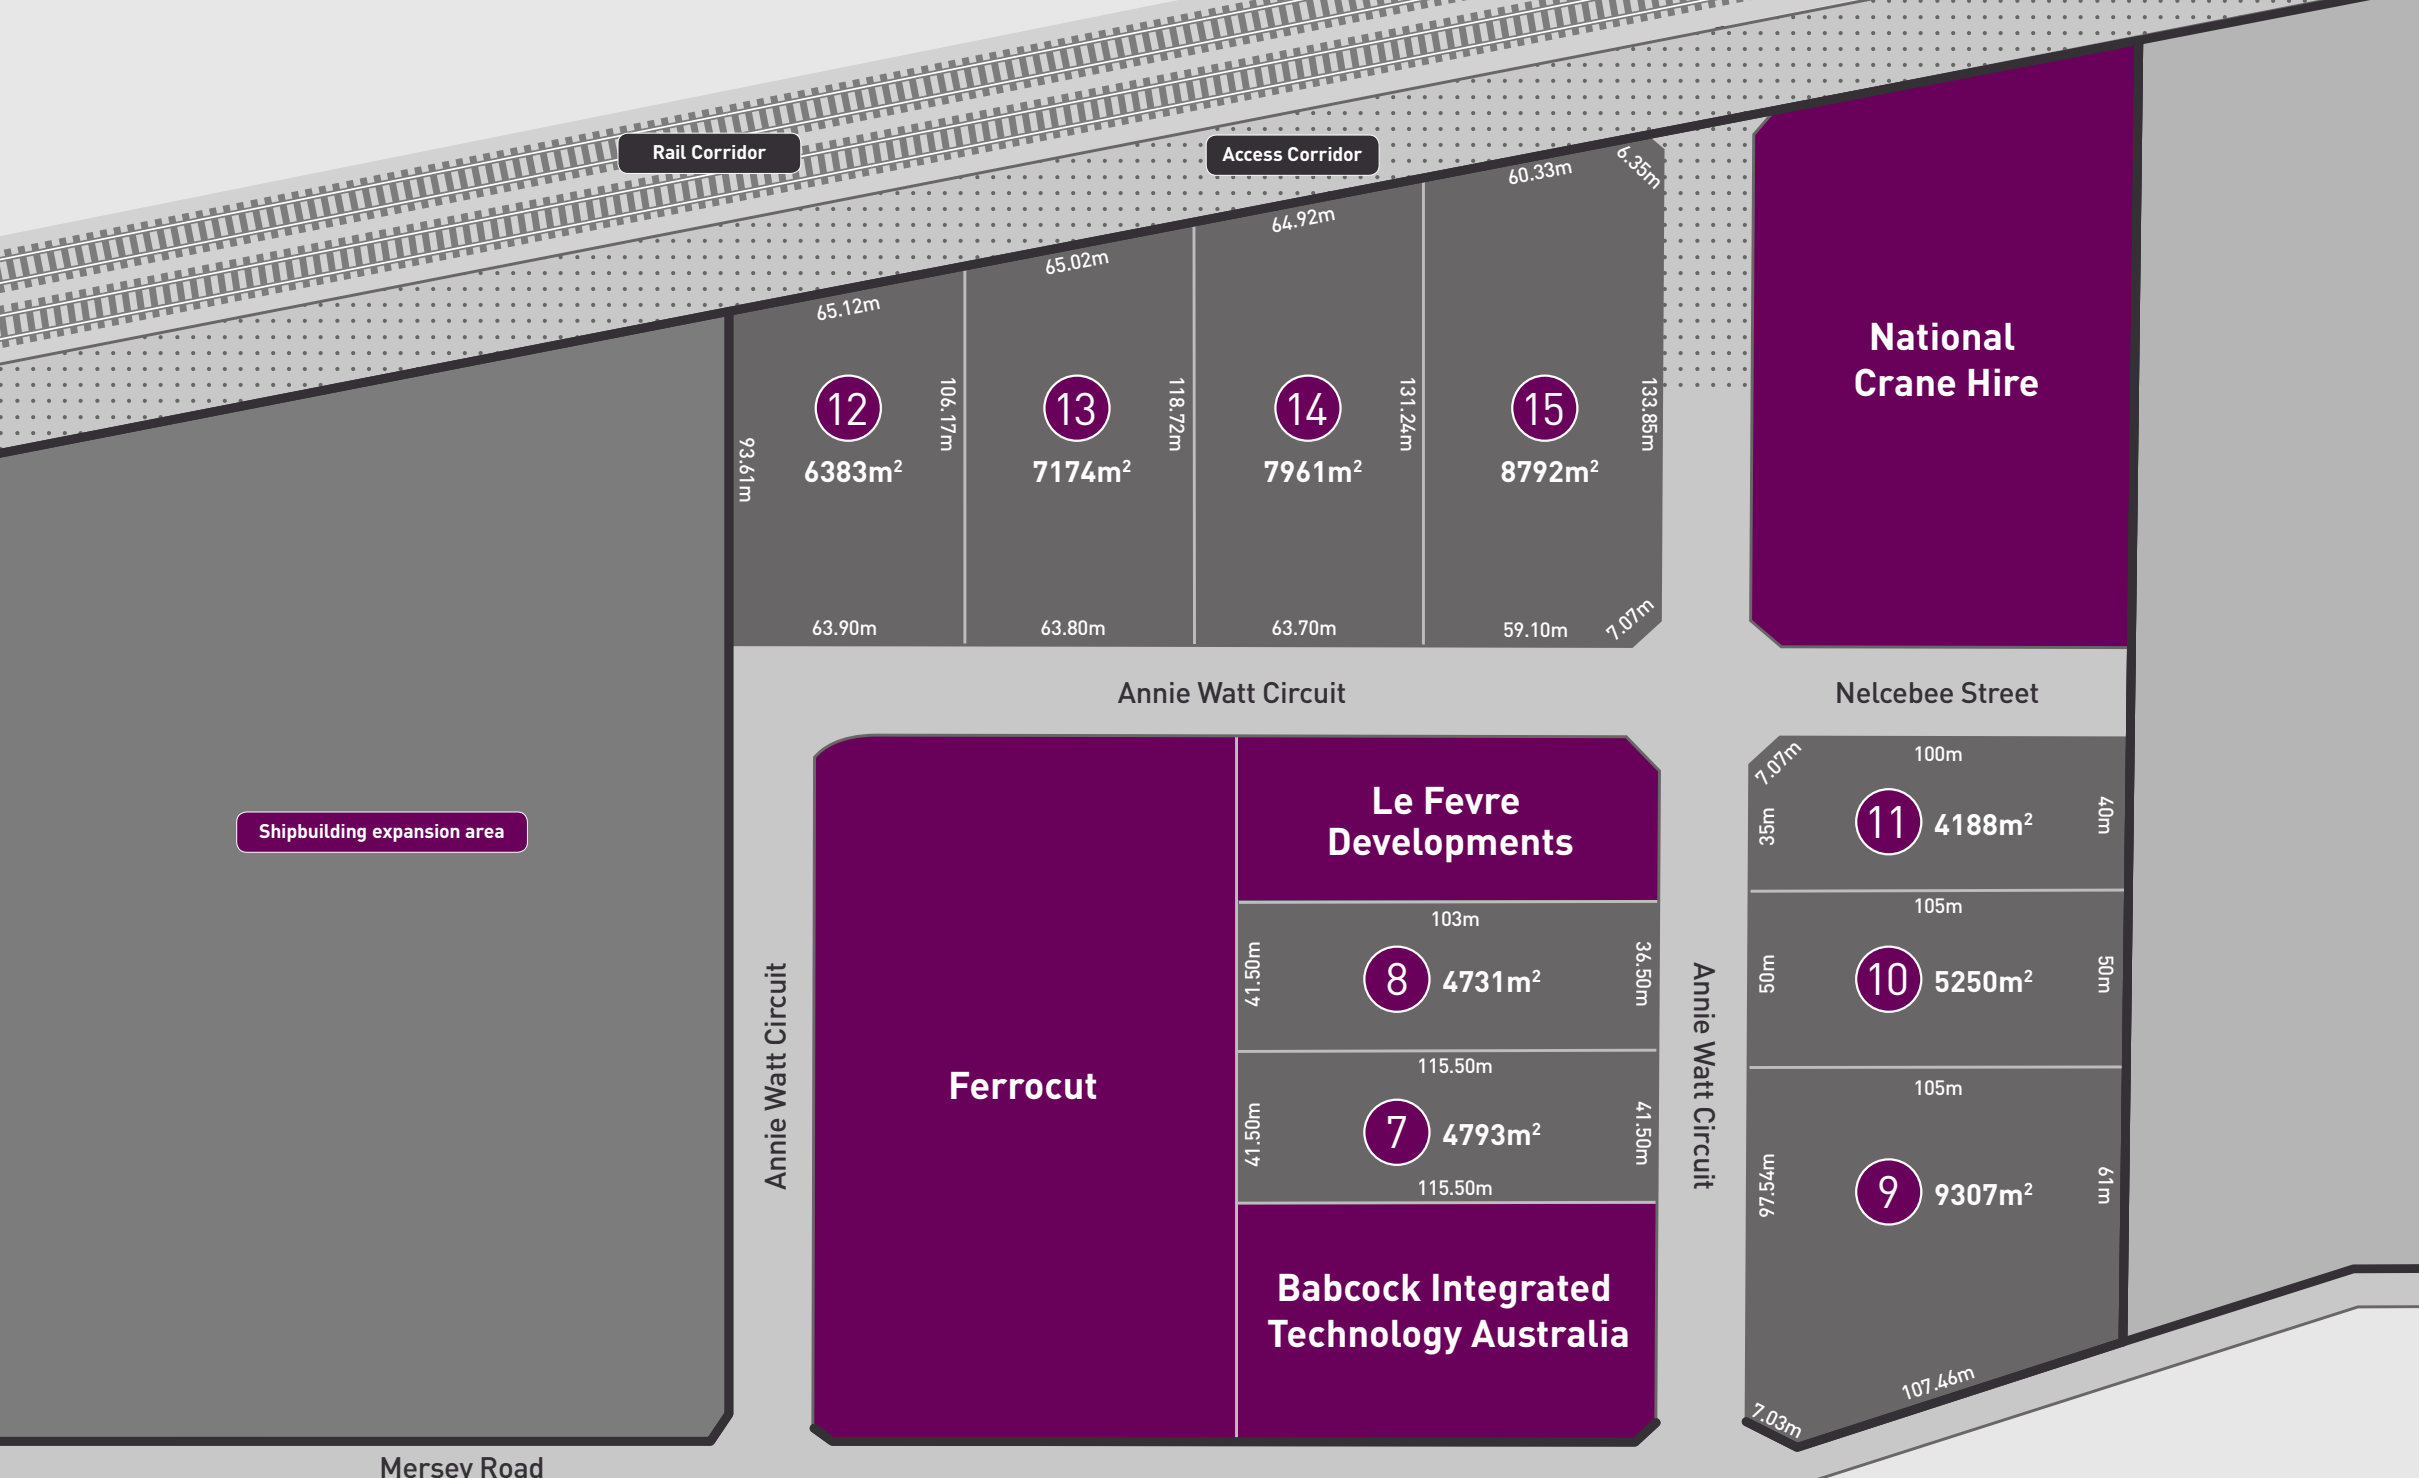 Rail Corridor
Access Corridor
6.35m
60.33m
64.92m
65.02m
65.12m
National
Crane Hire
12
6383m²
93.61m
106.17m
63.90m
13
7174m²
118.72m
63.80m
14
7961m²
131.24m
63.70m
15
8792m²
133.85m
59.10m
7.07m
Annie Watt Circuit
Nelcebee Street
Shipbuilding expansion area
Le Fevre
Developments
7.07m
100m
35m
11 4188m²
40m
103m
41.50m
8 4731m²
36.50m
105m
50m
10 5250m²
50m
Annie Watt Circuit
Ferrocut
115.50m
41.50m
7 4793m²
41.50m
115.50m
Annie Watt Circuit
105m
97.54m
9 9307m²
61m
107.46m
7.03m
Babcock Integrated
Technology Australia
Mersey Road